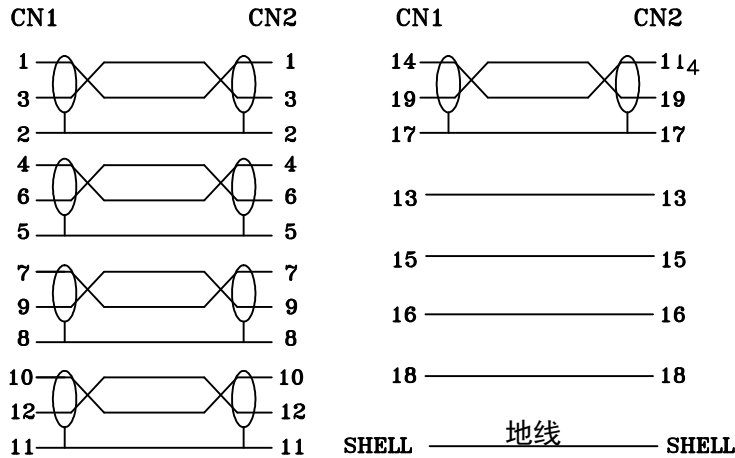 CN1 CN2 CN1 CN2
1 1 14 114
3 3 19 19
2 2 17 17
4 4
6 6 13 13
5 5
7 7 15 15
9 9 16 16
8 8
10 10 18 18
12 12
11 11 SHELL 地线 SHELL